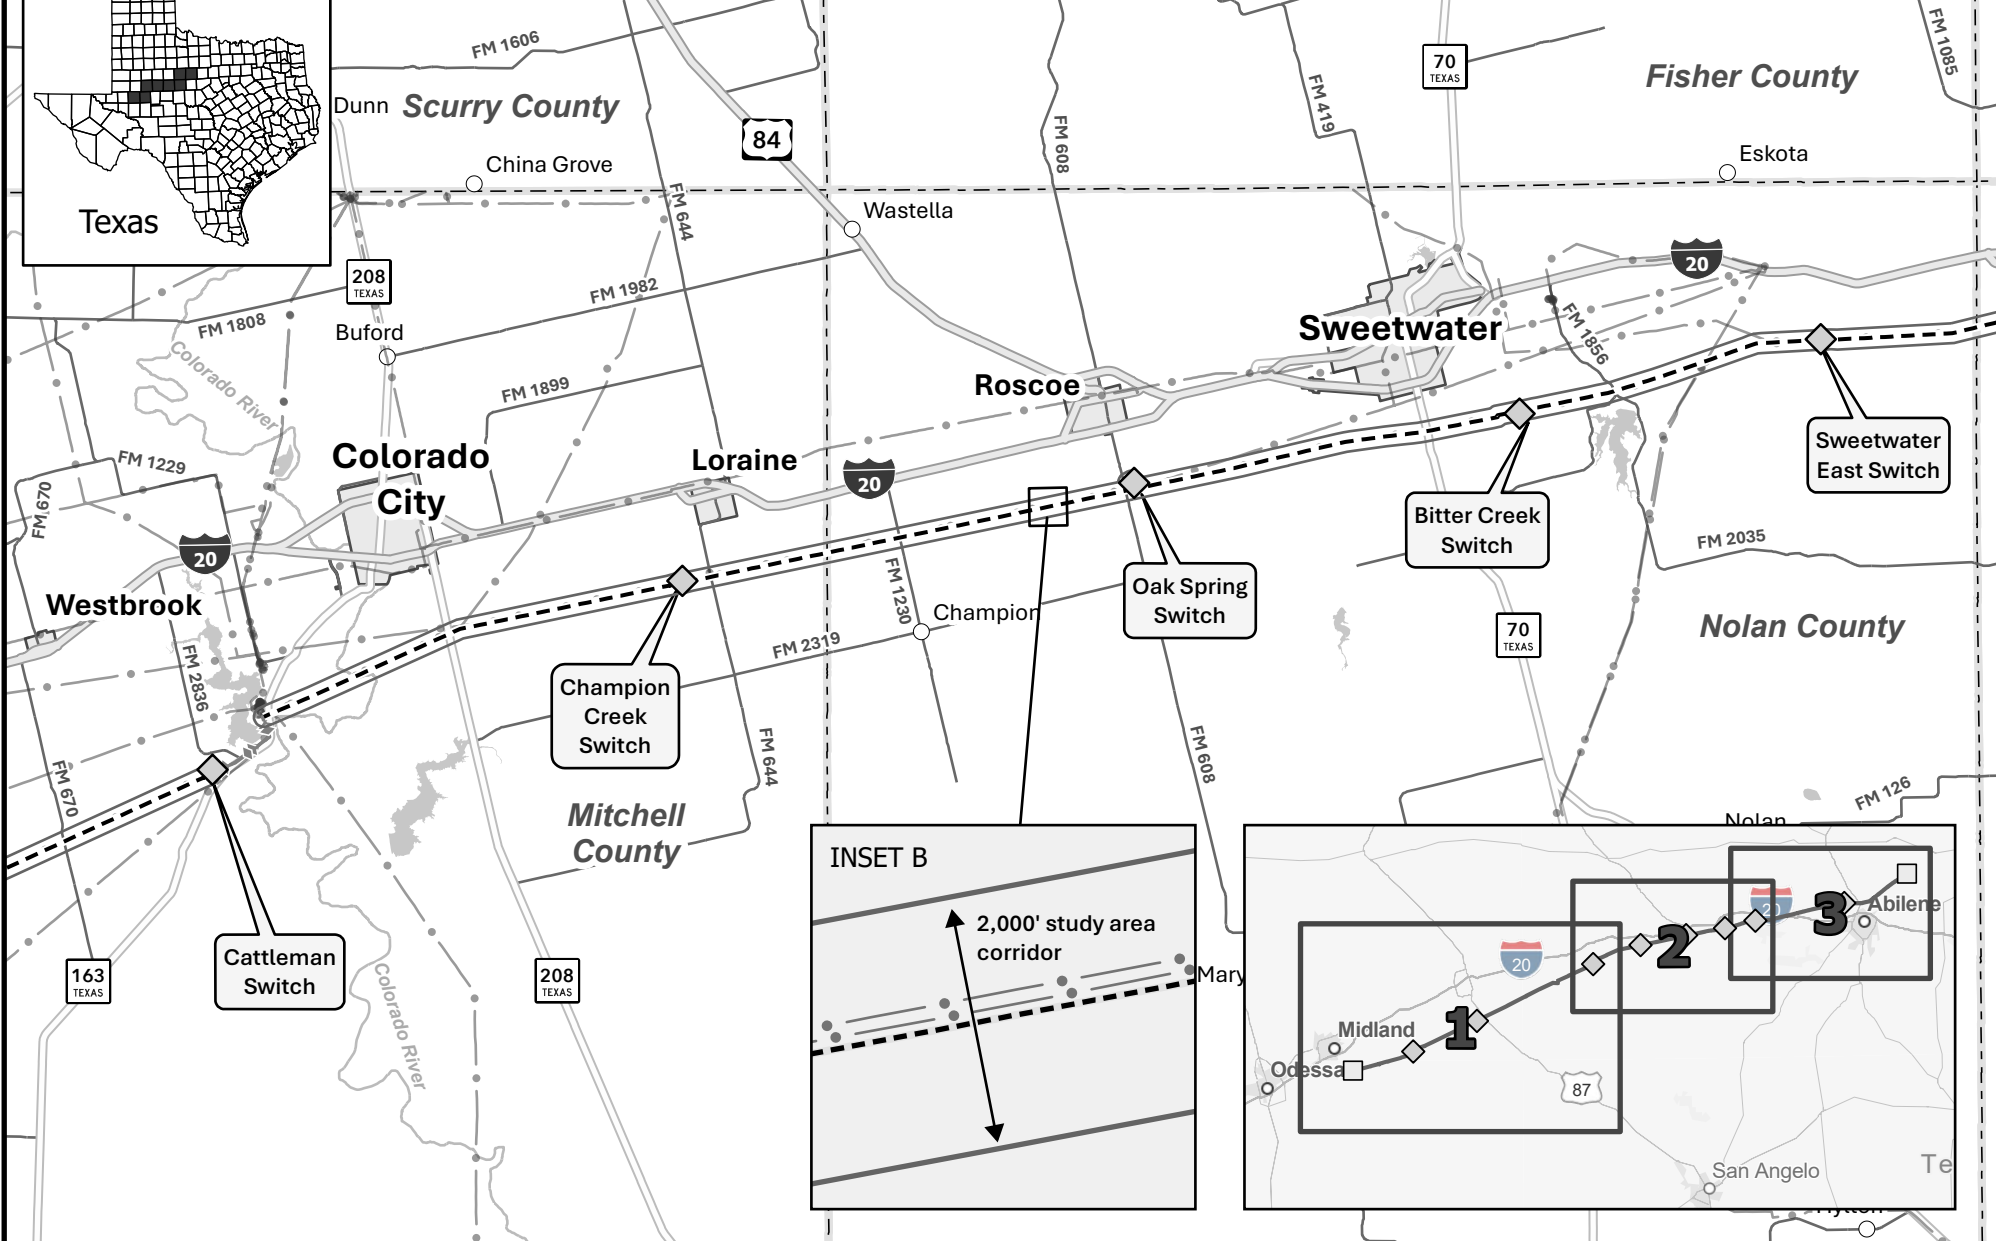 FM 1606
70
TEXAS
FM 1085
Fisher County
Dunn
Scurry County
FM 419
84
FM 608
China Grove
Eskota
Texas
FM 644
Wastella
208
TEXAS
20
FM 1982
FM 1808
Buford
Sweetwater
FM 1856
Colorado River
FM 1899
Roscoe
Colorado
City
FM 1229
Loraine
20
Sweetwater
East Switch
FM 670
20
Bitter Creek
Switch
FM 2035
Westbrook
FM 1230
Champion
Oak Spring
Switch
70
TEXAS
Nolan County
FM 2836
FM 2319
Champion
Creek
Switch
FM 644
FM 608
FM 670
Mitchell
County
FM 126
Nolan
INSET B
2,000' study area
corridor
Cattleman
Switch
163
TEXAS
208
TEXAS
Colorado River
Mary
20
3
Abilene
2
20
1
Midland
Odessa
87
San Angelo
Te
Hylton